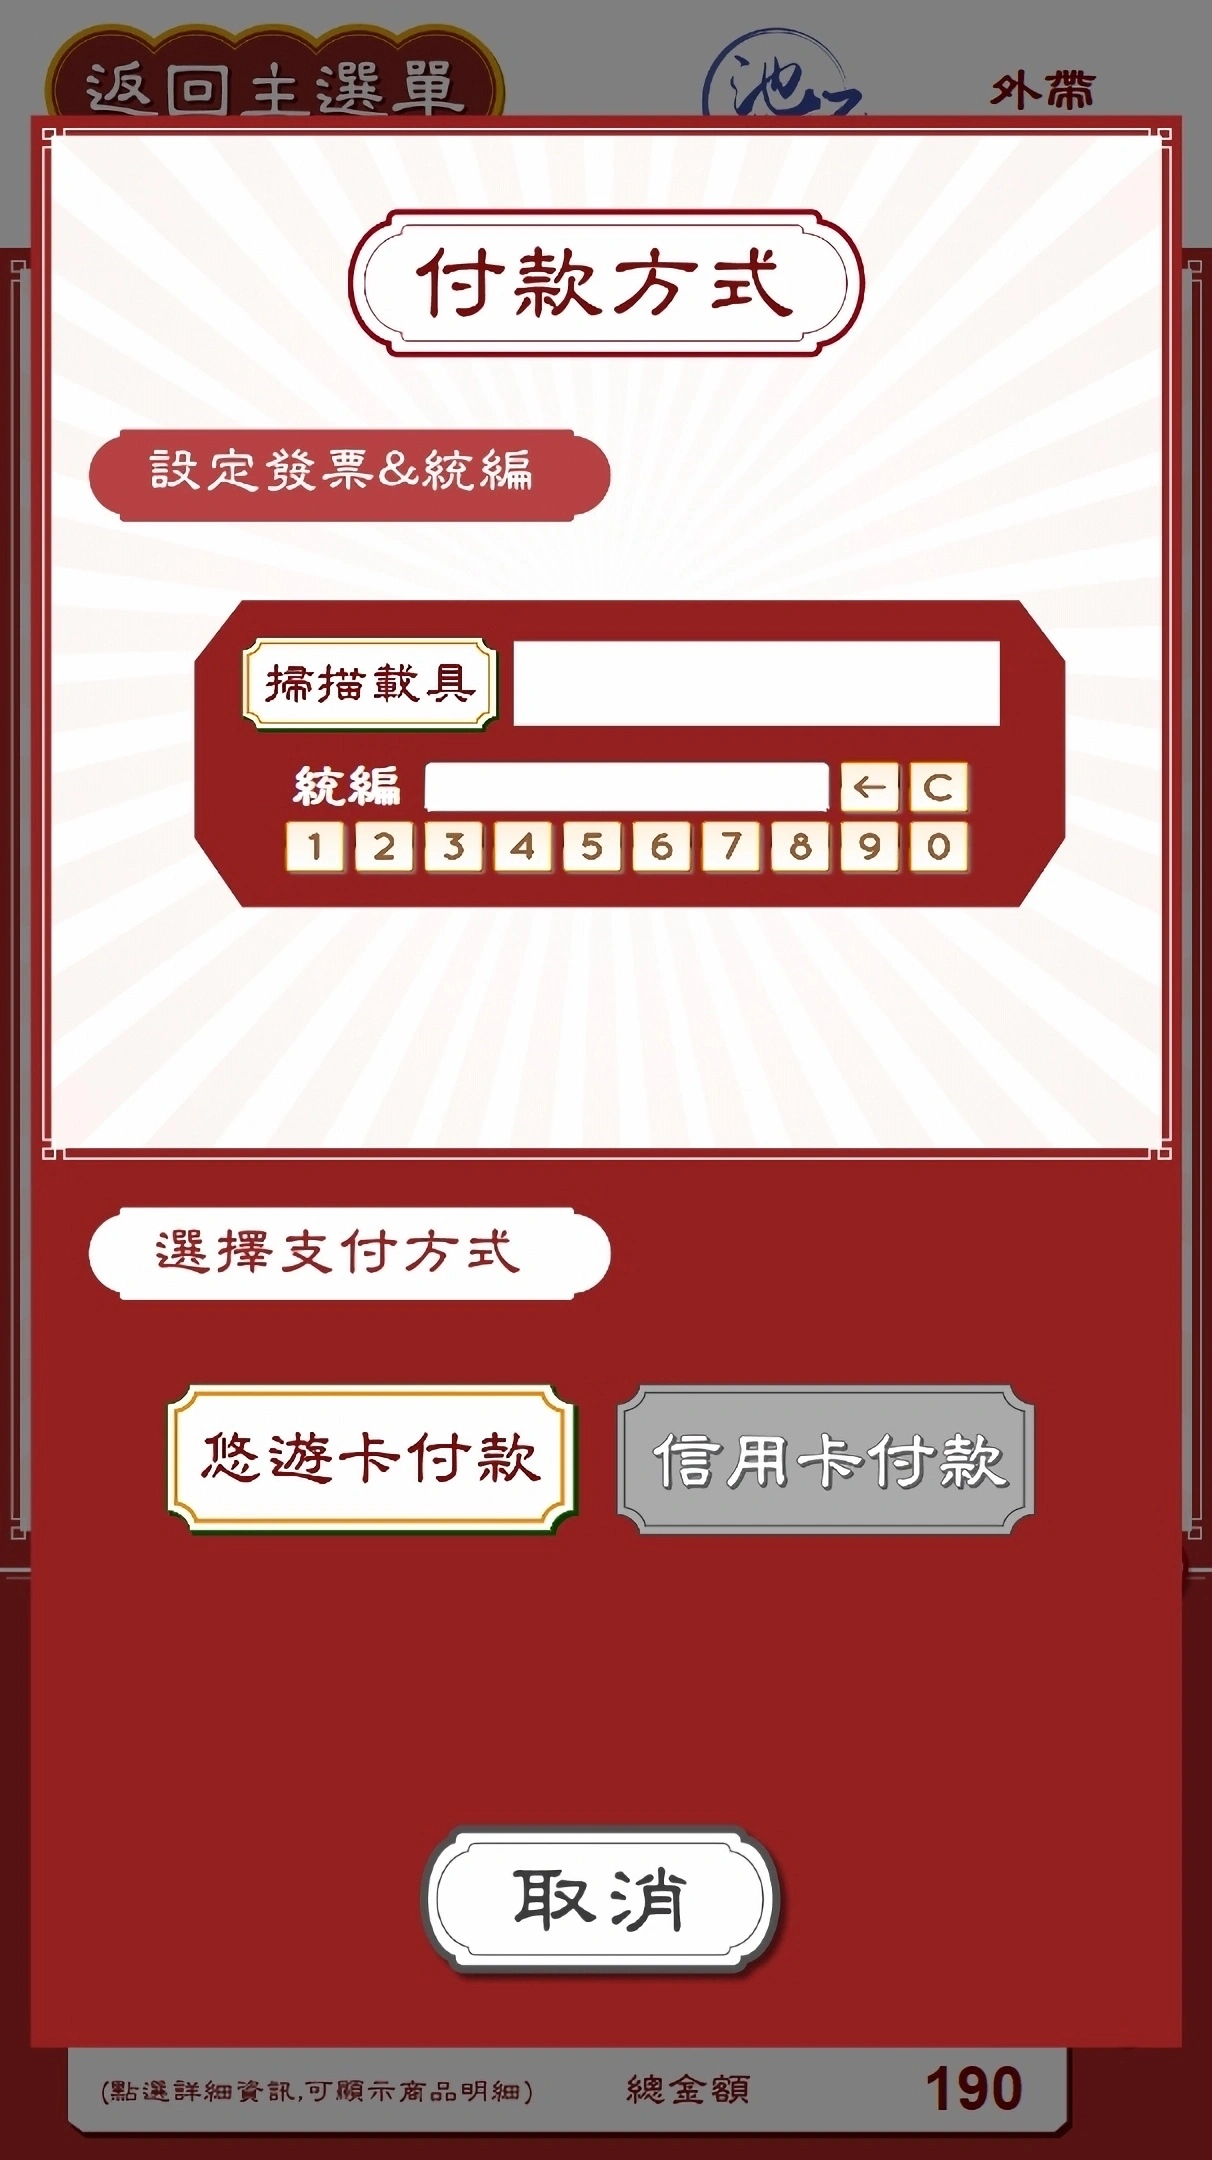 返回主選單
池
外帶
付款方式
設定發票&統編
掃描載具
統編
← C
1 2 3 4 5 6 7 8 9 0
選擇支付方式
悠遊卡付款
信用卡付款
取消
(點選詳細資訊,可顯示商品明細)
總金額 190